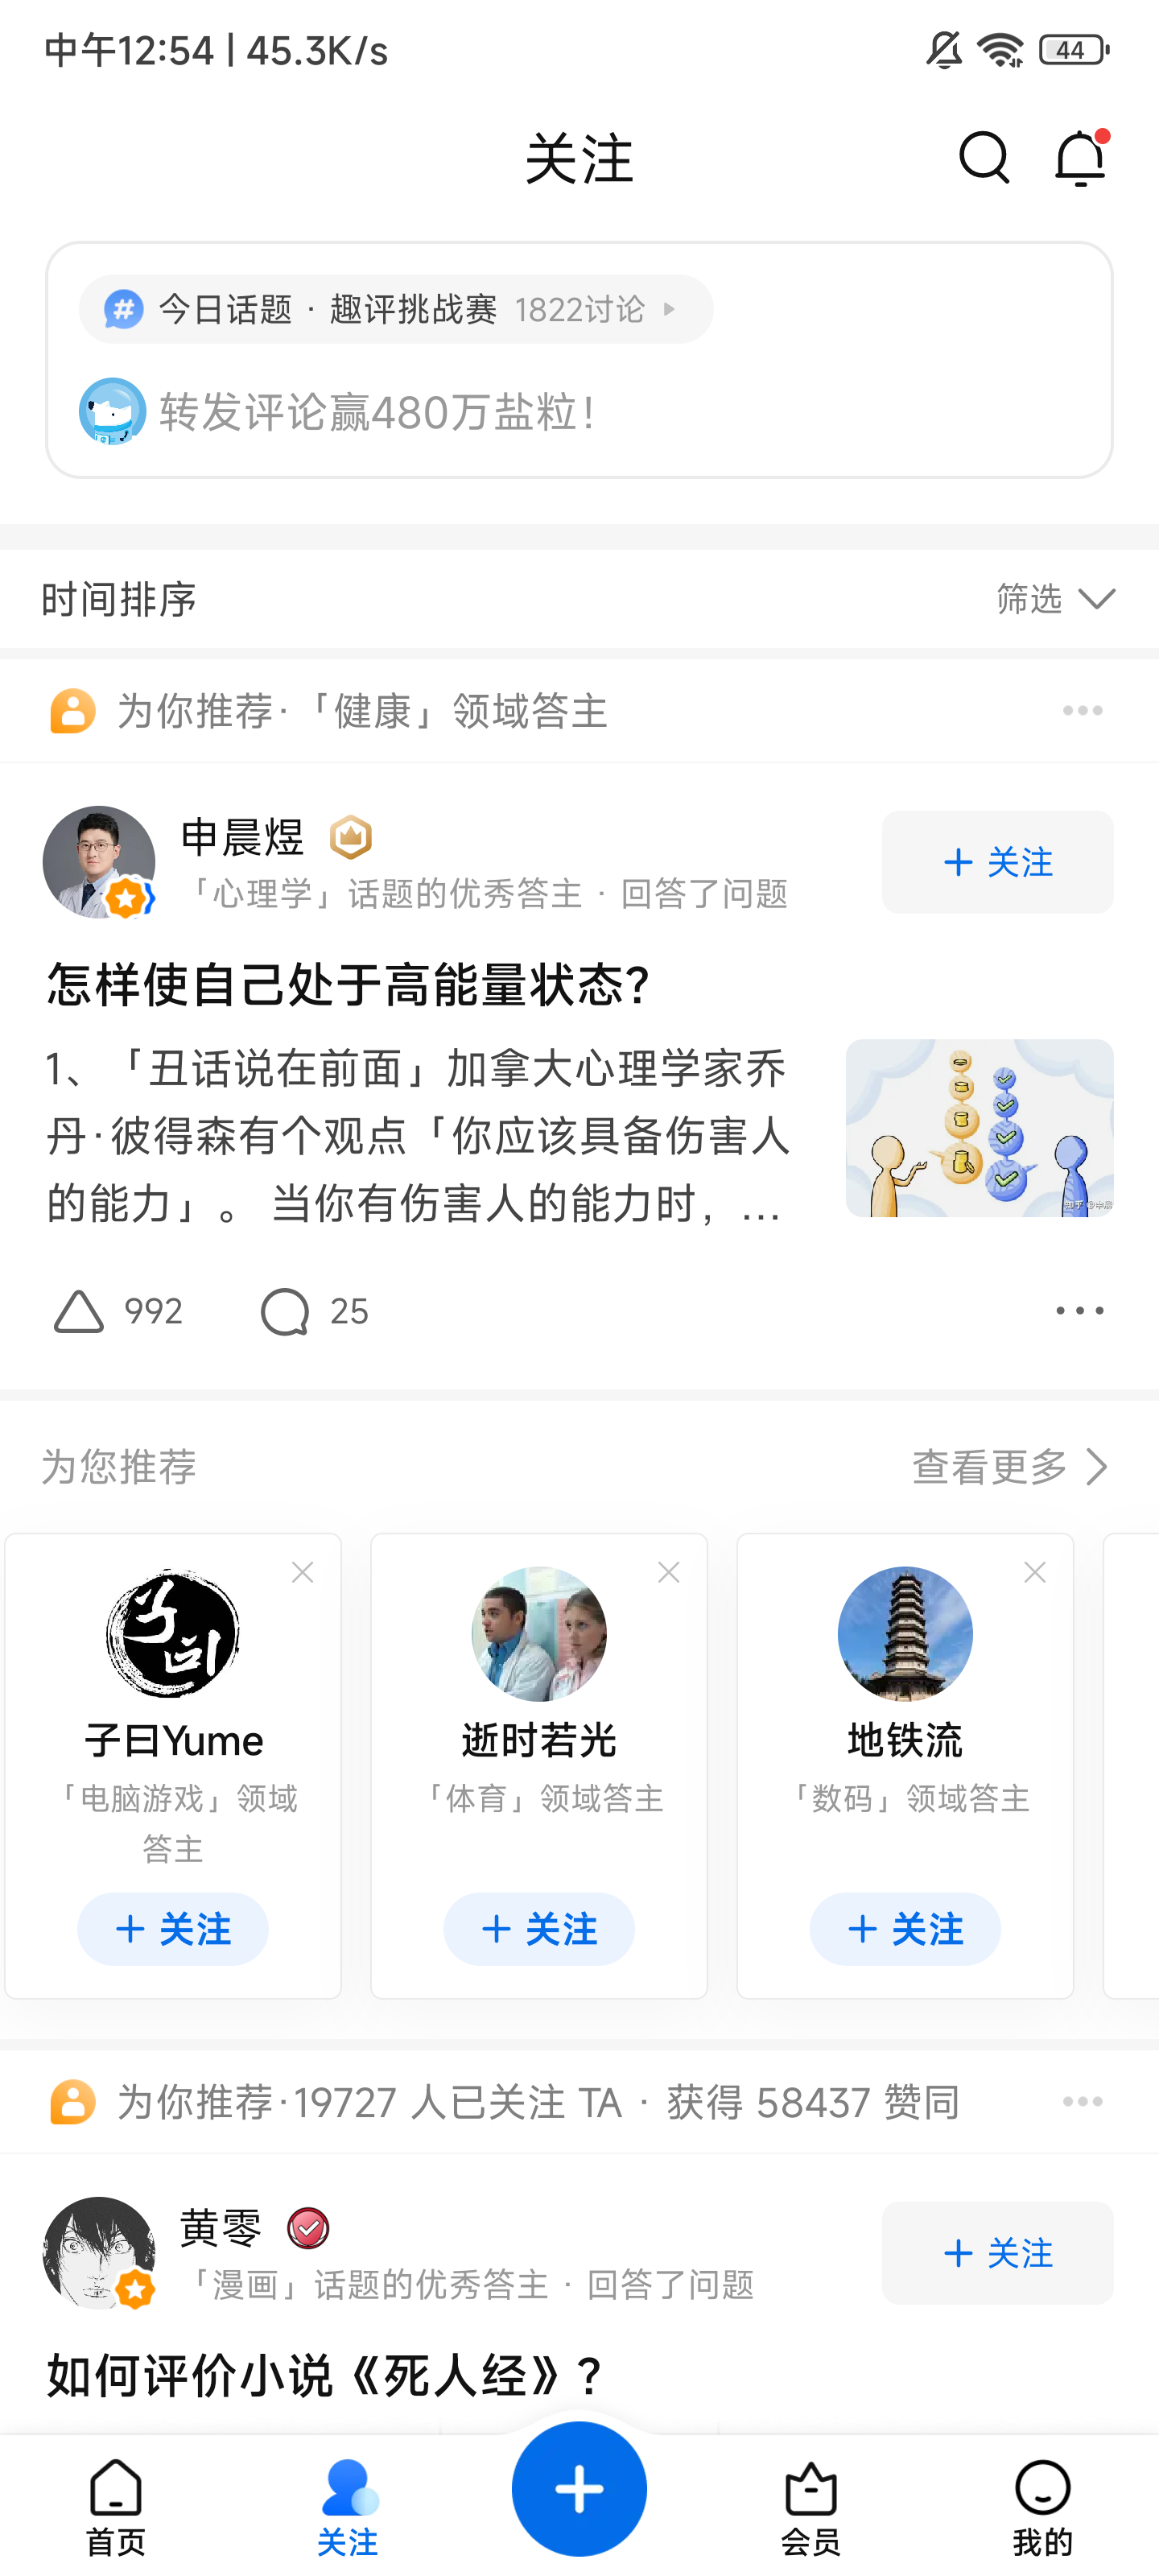 中午12:54 | 45.3K/s
44
关注
今日话题 · 趣评挑战赛 1822讨论
转发评论赢480万盐粒！
时间排序
筛选
为你推荐·「健康」领域答主
申晨煜
「心理学」话题的优秀答主 · 回答了问题
+ 关注
怎样使自己处于高能量状态？
1、「丑话说在前面」加拿大心理学家乔
丹·彼得森有个观点「你应该具备伤害人
的能力」。 当你有伤害人的能力时，...
992
25
为您推荐
查看更多
子曰
子曰Yume
「电脑游戏」领域
答主
+ 关注
逝时若光
「体育」领域答主
+ 关注
地铁流
「数码」领域答主
+ 关注
为你推荐·19727 人已关注 TA · 获得 58437 赞同
黄零
「漫画」话题的优秀答主 · 回答了问题
+ 关注
如何评价小说《死人经》？
首页
关注
会员
我的